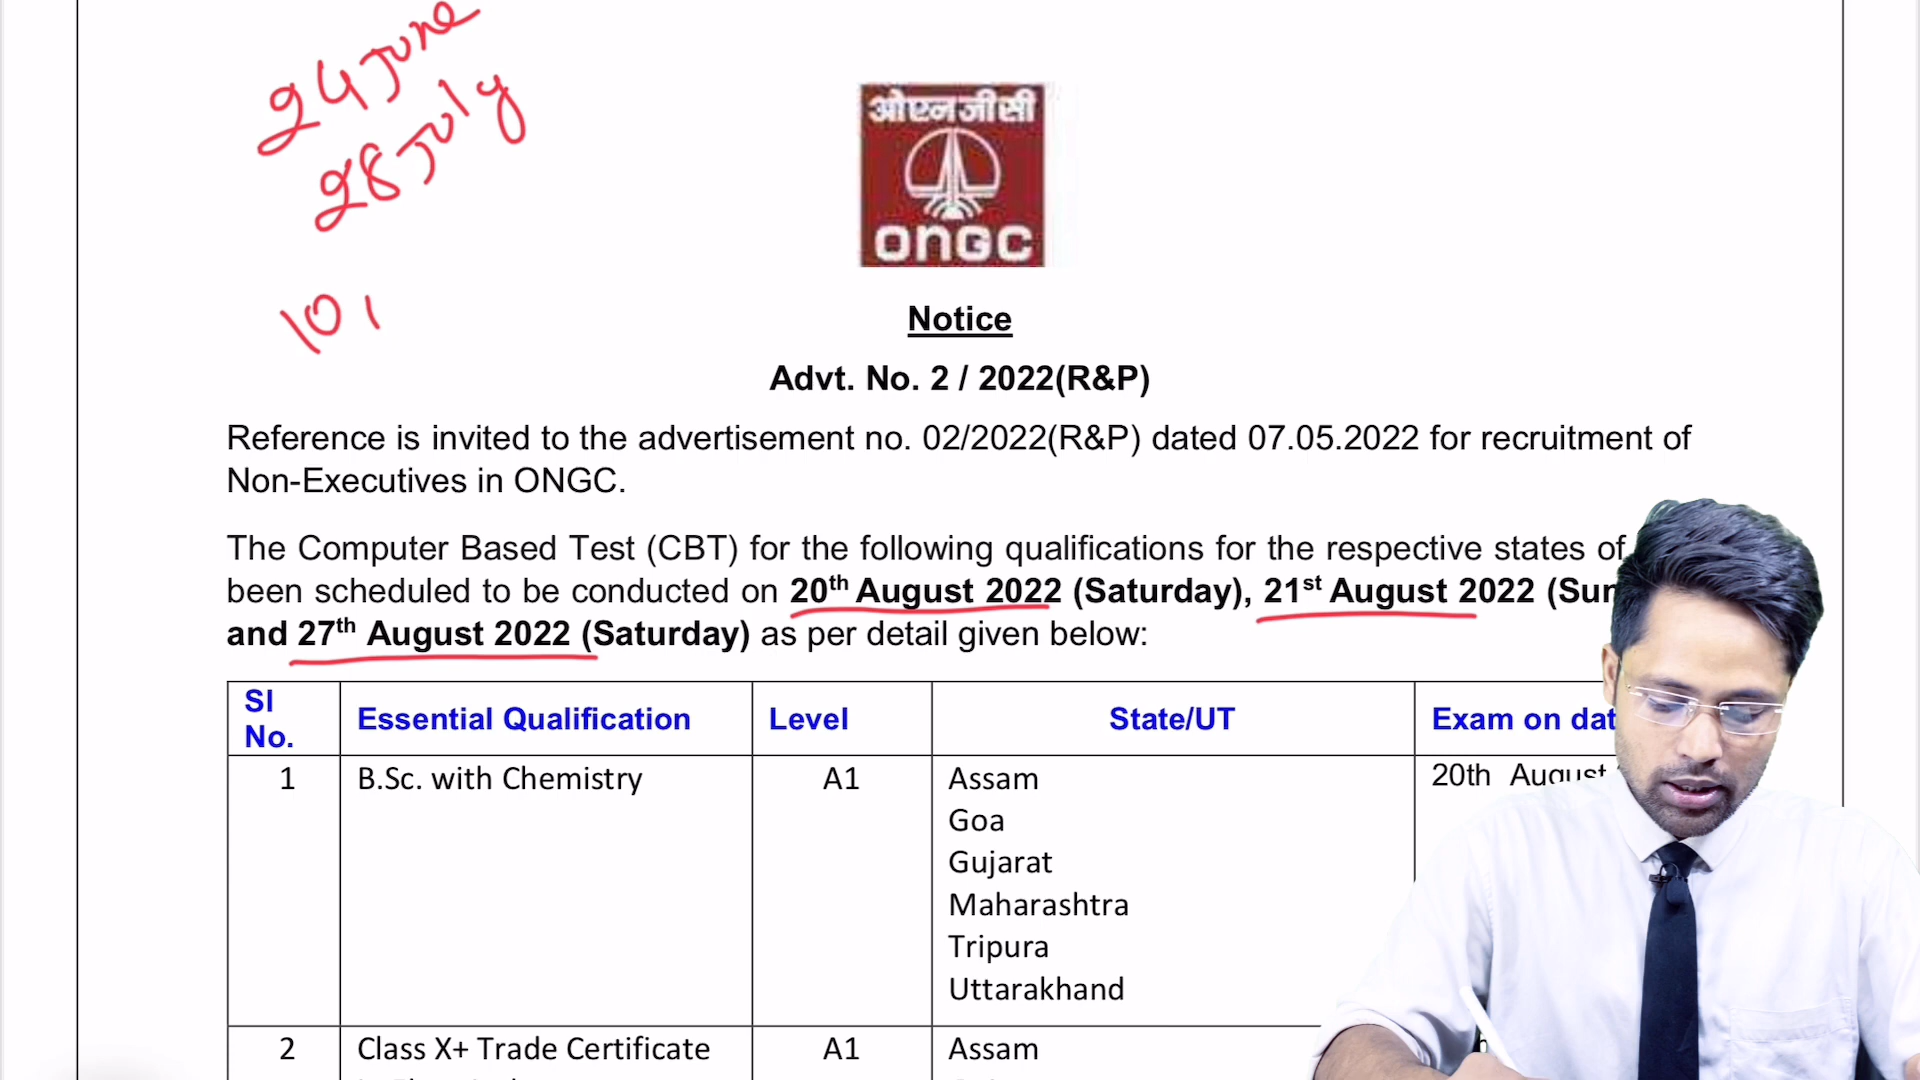 24 June
28 July
10
ओएनजीसी
ONGC
Notice
Advt. No. 2 / 2022(R&P)
Reference is invited to the advertisement no. 02/2022(R&P) dated 07.05.2022 for recruitment of
Non-Executives in ONGC.
The Computer Based Test (CBT) for the following qualifications for the respective states of
been scheduled to be conducted on 20th August 2022 (Saturday), 21st August 2022
and 27th August 2022 (Saturday) as per detail given below:
Sl No. Essential Qualification Level State/UT Exam on
1 B.Sc. with Chemistry A1 Assam 20th August
Goa
Gujarat
Maharashtra
Tripura
Uttarakhand
2 Class X+ Trade Certificate A1 Assam